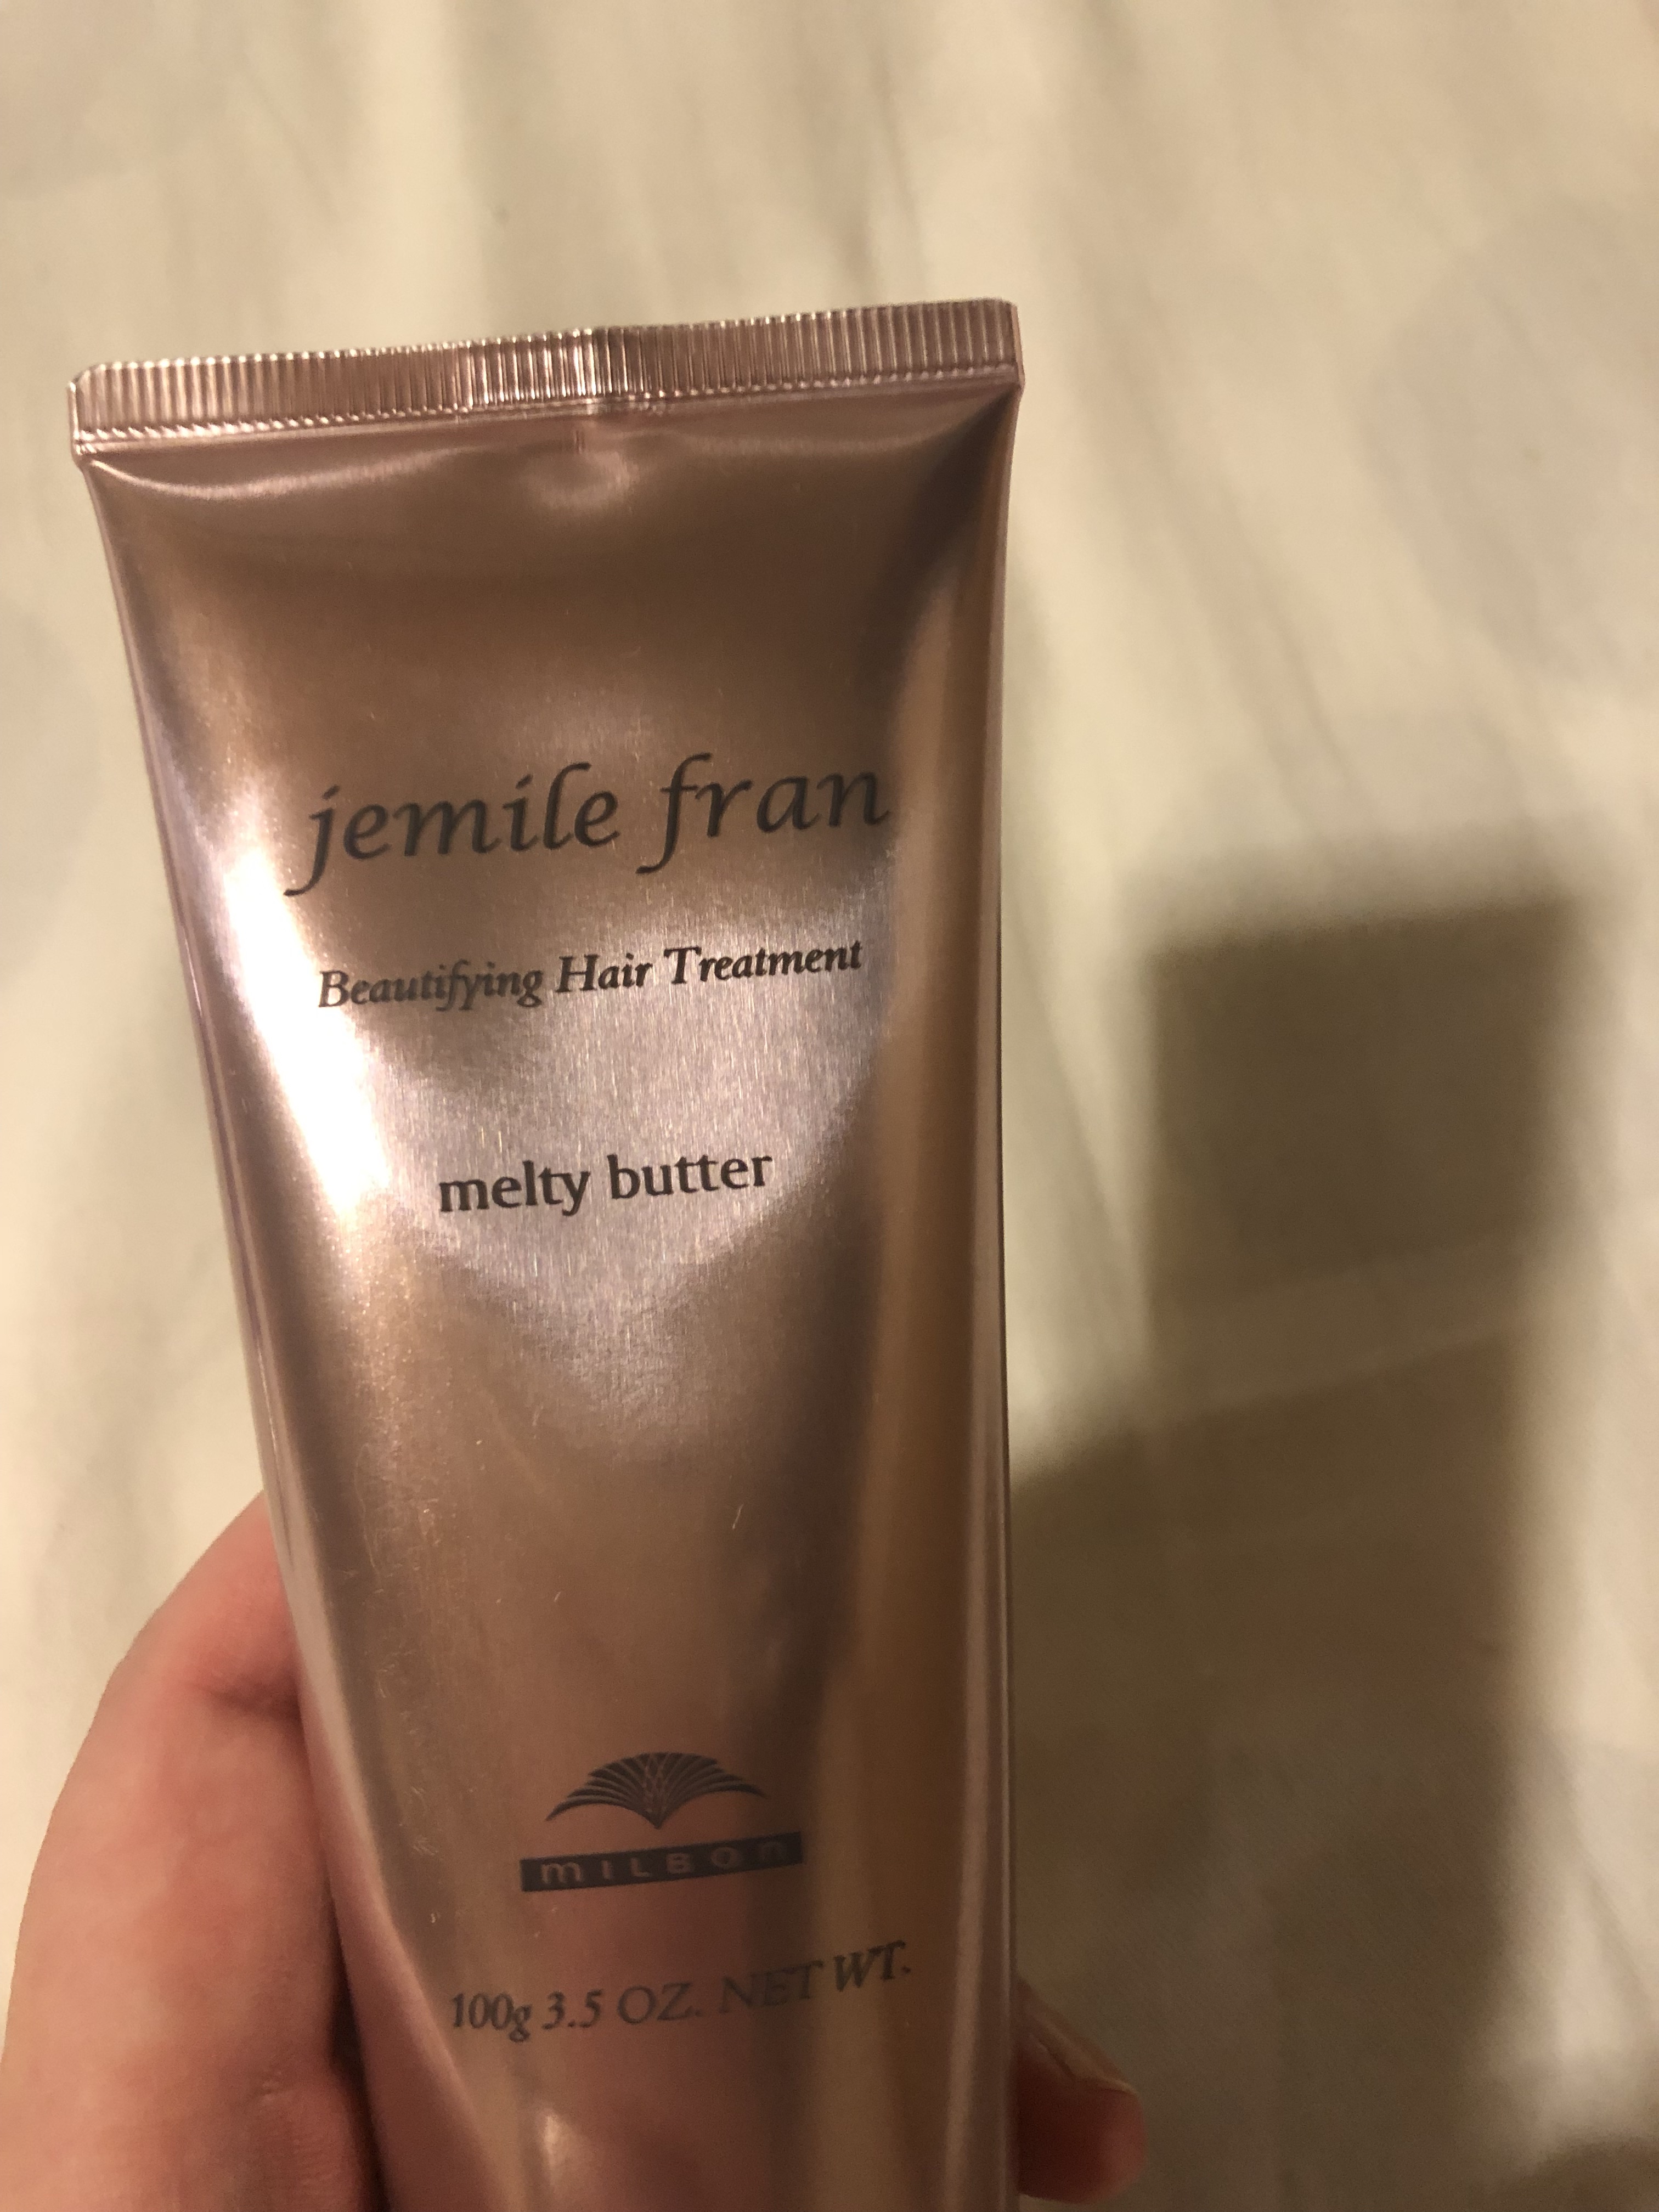 jemile fran
Beautifying Hair Treatment
melty butter
MILBON
100g 3.5 OZ. NET WT.